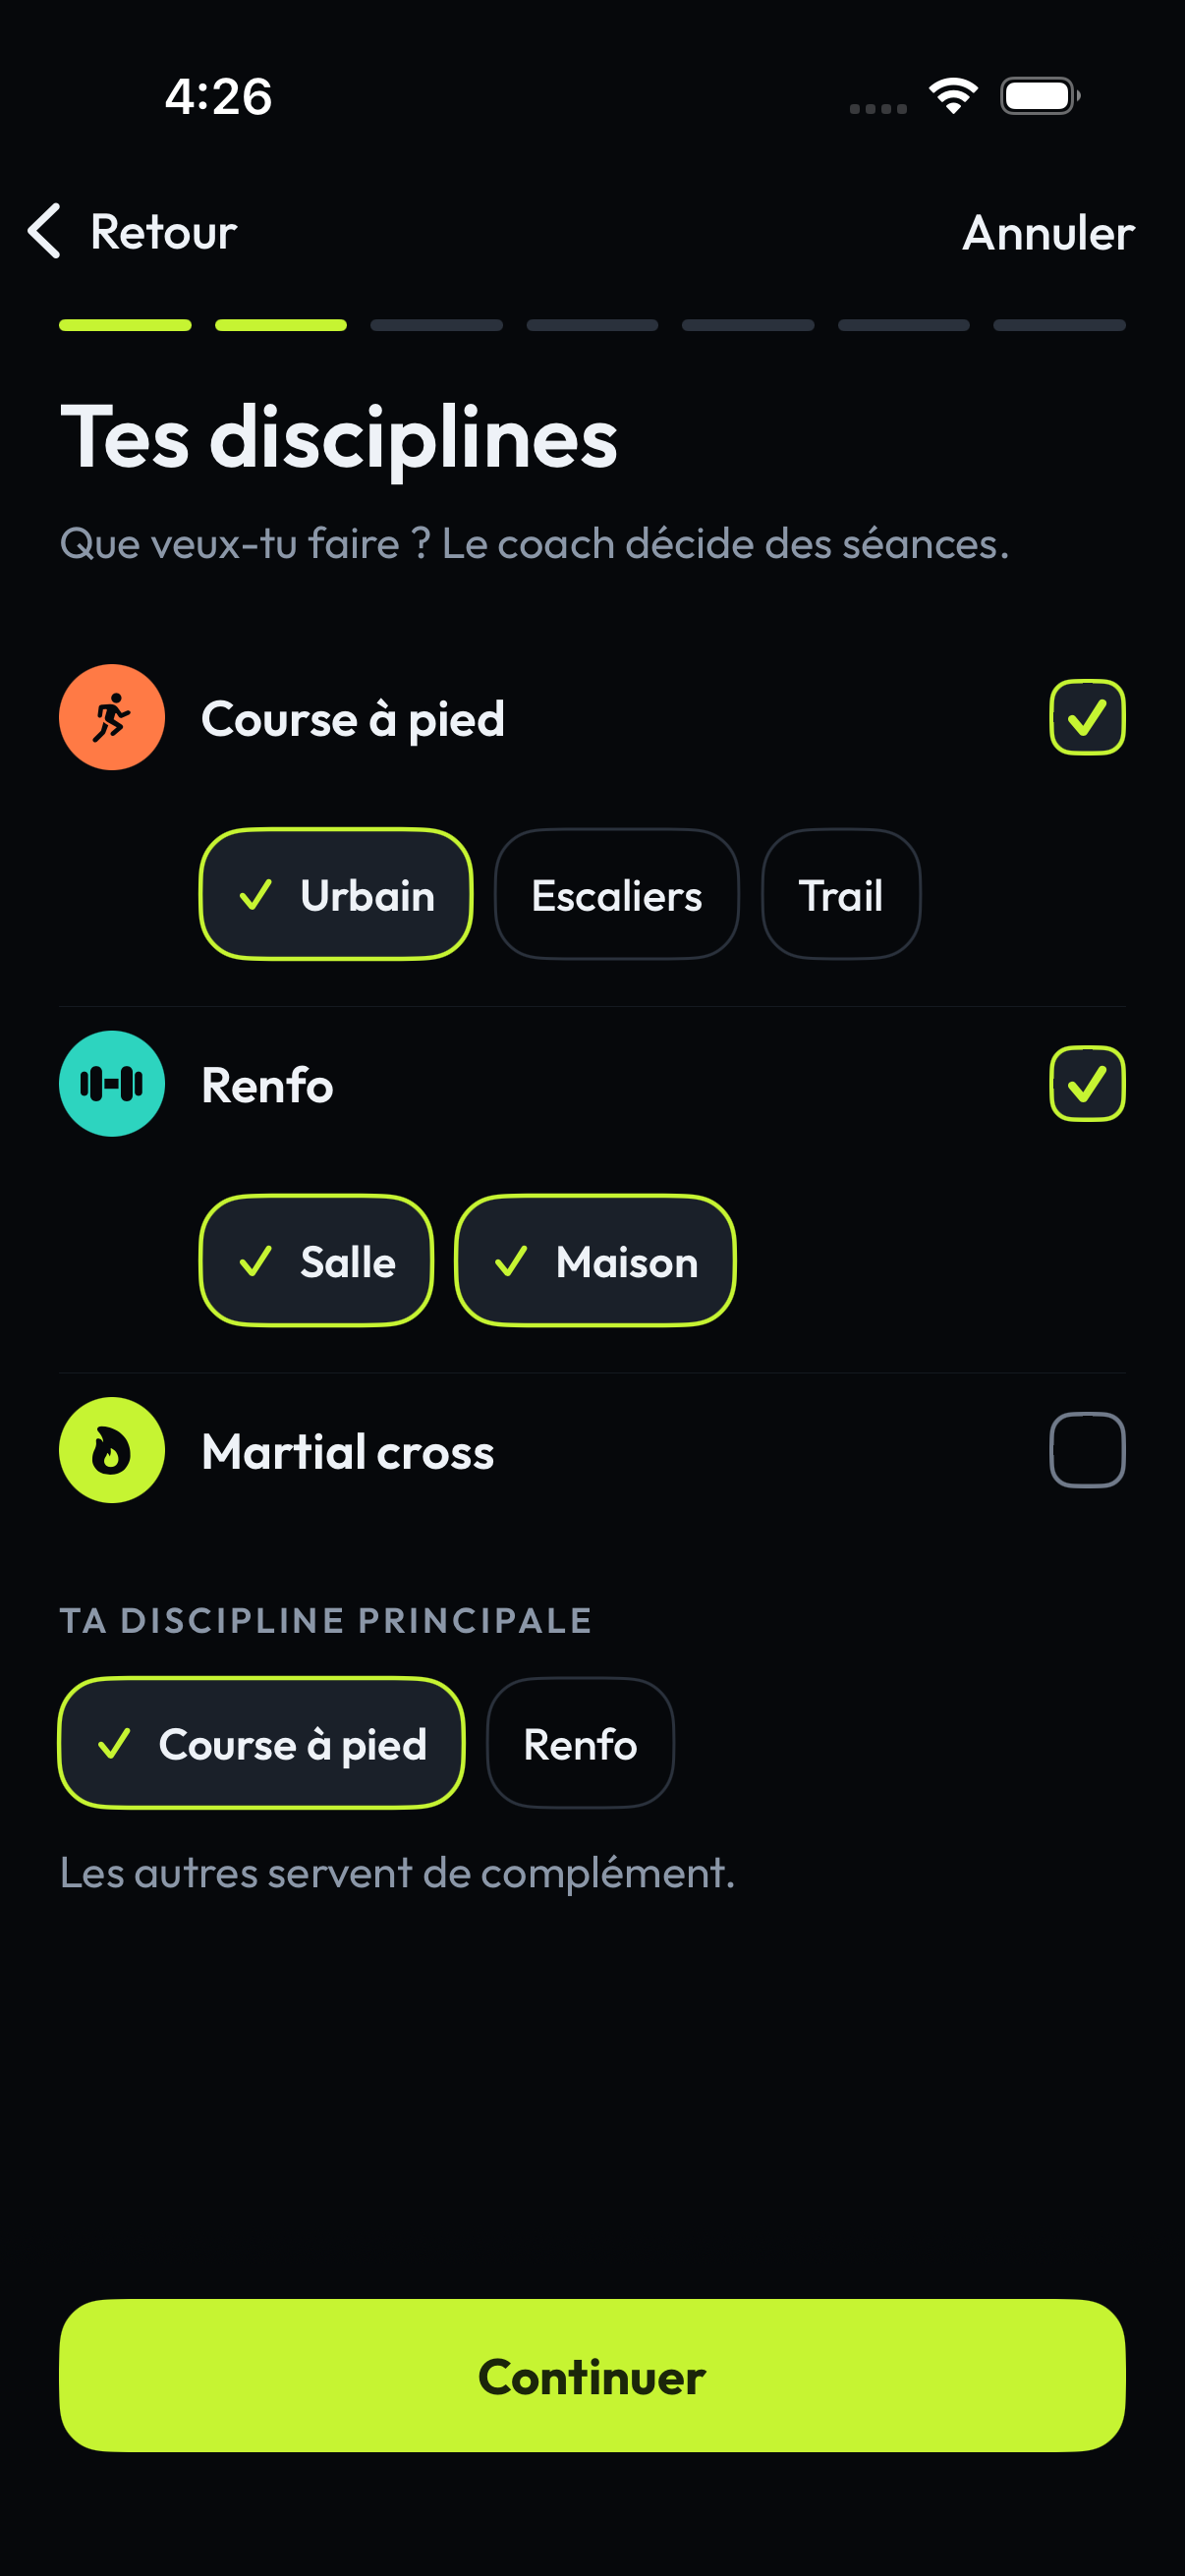 4:26
Retour
Annuler
Tes disciplines
Que veux-tu faire ? Le coach décide des séances.
Course à pied
Urbain
Escaliers
Trail
Renfo
Salle
Maison
Martial cross
TA DISCIPLINE PRINCIPALE
Course à pied
Renfo
Les autres servent de complément.
Continuer